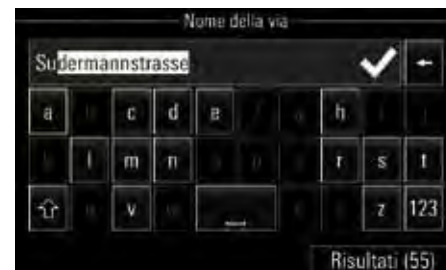 Nome della via
Sudermannstrasse
a c d e h
l m n r s t
v z 123
Risultati (55)